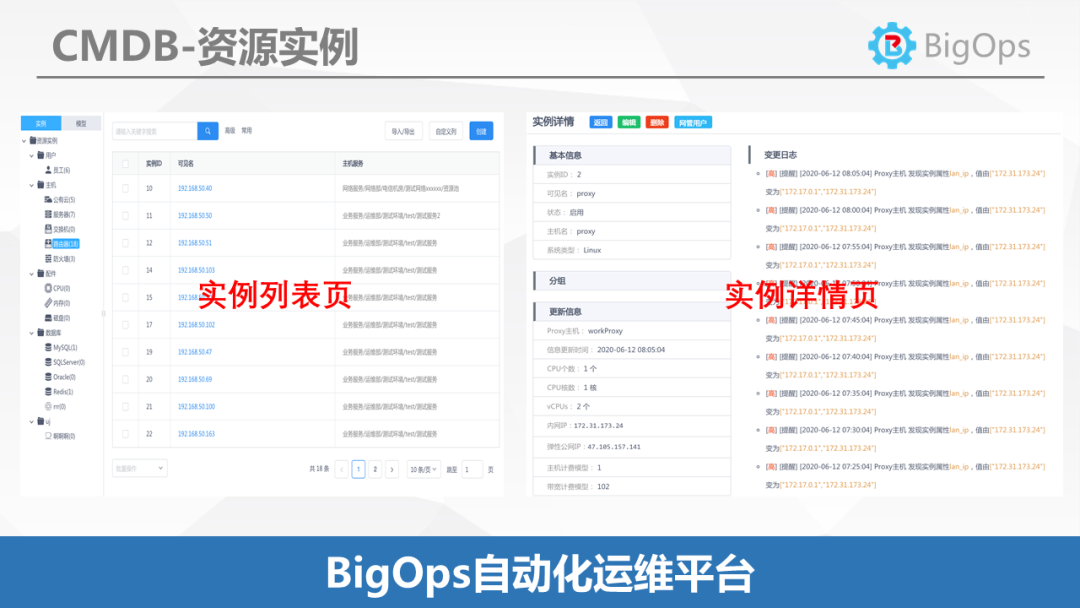 CMDB-资源实例
BigOps
实例 模型
资源实例
用户
员工(6)
主机
公有云(5)
服务器(7)
交换机(0)
路由器(18)
防火墙(3)
配件
CPU(0)
内存(0)
磁盘(0)
数据库
MySQL(1)
SQLServer(0)
Oracle(0)
Redis(1)
rrr(0)
uj
啊啊啊(0)
请输入关键字搜索 高级 常用 导入/导出 自定义列 创建
实例ID 可见名 主机服务
10 192.168.50.40 网络服务/网络部/电信机房/测试网络xxxxxx/资源池
11 192.168.50.50 业务服务/运维部/测试环境/test/测试服务2
12 192.168.50.51 业务服务/运维部/测试环境/test/测试服务
14 192.168.50.103 业务服务/运维部/测试环境/test/测试服务
15 192.168. 业务服务/运维部/测试环境/test/测试服务
实例列表页
17 192.168.50.102 业务服务/运维部/测试环境/test/测试服务
19 192.168.50.47 业务服务/运维部/测试环境/test/测试服务
20 192.168.50.69 业务服务/运维部/测试环境/test/测试服务
21 192.168.50.100 业务服务/运维部/测试环境/test/测试服务
22 192.168.50.163 业务服务/运维部/测试环境/test/测试服务
批量操作 共 18 条 1 2 10 条/页 跳至 1 页
实例详情 返回 编辑 删除 网管用户
基本信息
实例ID： 2
可见名： proxy
状态： 启用
主机名： proxy
系统类型： Linux
分组
更新信息
Proxy主机： workProxy
信息更新时间： 2020-06-12 08:05:04
CPU个数： 1 个
CPU核数： 1 核
vCPUs： 2 个
内网IP：172.31.173.24
弹性公网IP：47.105.157.141
主机计费模型： 1
带宽计费模型： 102
变更日志
[高] [提醒] [2020-06-12 08:05:04] Proxy主机 发现实例属性lan_ip，值由["172.31.173.24"]
变为["172.17.0.1","172.31.173.24"]
[高] [提醒] [2020-06-12 08:00:04] Proxy主机 发现实例属性lan_ip，值由["172.31.173.24"]
变为["172.17.0.1","172.31.173.24"]
[高] [提醒] [2020-06-12 07:55:04] Proxy主机 发现实例属性lan_ip，值由["172.31.173.24"]
变为["172.17.0.1","172.31.173.24"]
Proxy主机 发现实例属性lan_ip，值由["172.31.173.24"]
实例详情页
[高] [提醒] [2020-06-12 07:45:04] Proxy主机 发现实例属性lan_ip，值由["172.31.173.24"]
变为["172.17.0.1","172.31.173.24"]
[高] [提醒] [2020-06-12 07:40:04] Proxy主机 发现实例属性lan_ip，值由["172.31.173.24"]
变为["172.17.0.1","172.31.173.24"]
[高] [提醒] [2020-06-12 07:35:04] Proxy主机 发现实例属性lan_ip，值由["172.31.173.24"]
变为["172.17.0.1","172.31.173.24"]
[高] [提醒] [2020-06-12 07:30:04] Proxy主机 发现实例属性lan_ip，值由["172.31.173.24"]
变为["172.17.0.1","172.31.173.24"]
[高] [提醒] [2020-06-12 07:25:04] Proxy主机 发现实例属性lan_ip，值由["172.31.173.24"]
变为["172.17.0.1","172.31.173.24"]
BigOps自动化运维平台